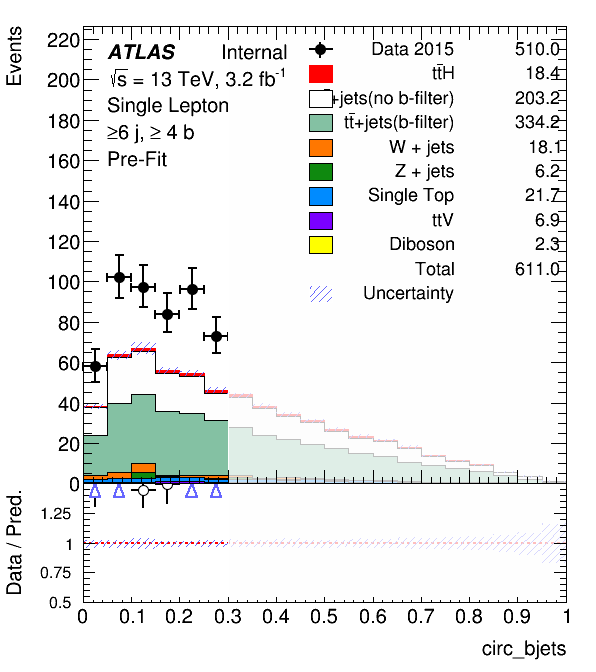 Events
ATLAS Internal
√s = 13 TeV, 3.2 fb⁻¹
Single Lepton
≥6 j, ≥ 4 b
Pre-Fit
Data 2015 510.0
tt̄H 18.4
+jets(no b-filter) 203.2
tt̄+jets(b-filter) 334.2
W + jets 18.1
Z + jets 6.2
Single Top 21.7
ttV 6.9
Diboson 2.3
Total 611.0
Uncertainty
220
200
180
160
140
120
100
80
60
40
20
0
Data / Pred.
1.25
1
0.75
0.5
0 0.1 0.2 0.3 0.4 0.5 0.6 0.7 0.8 0.9 1
circ_bjets